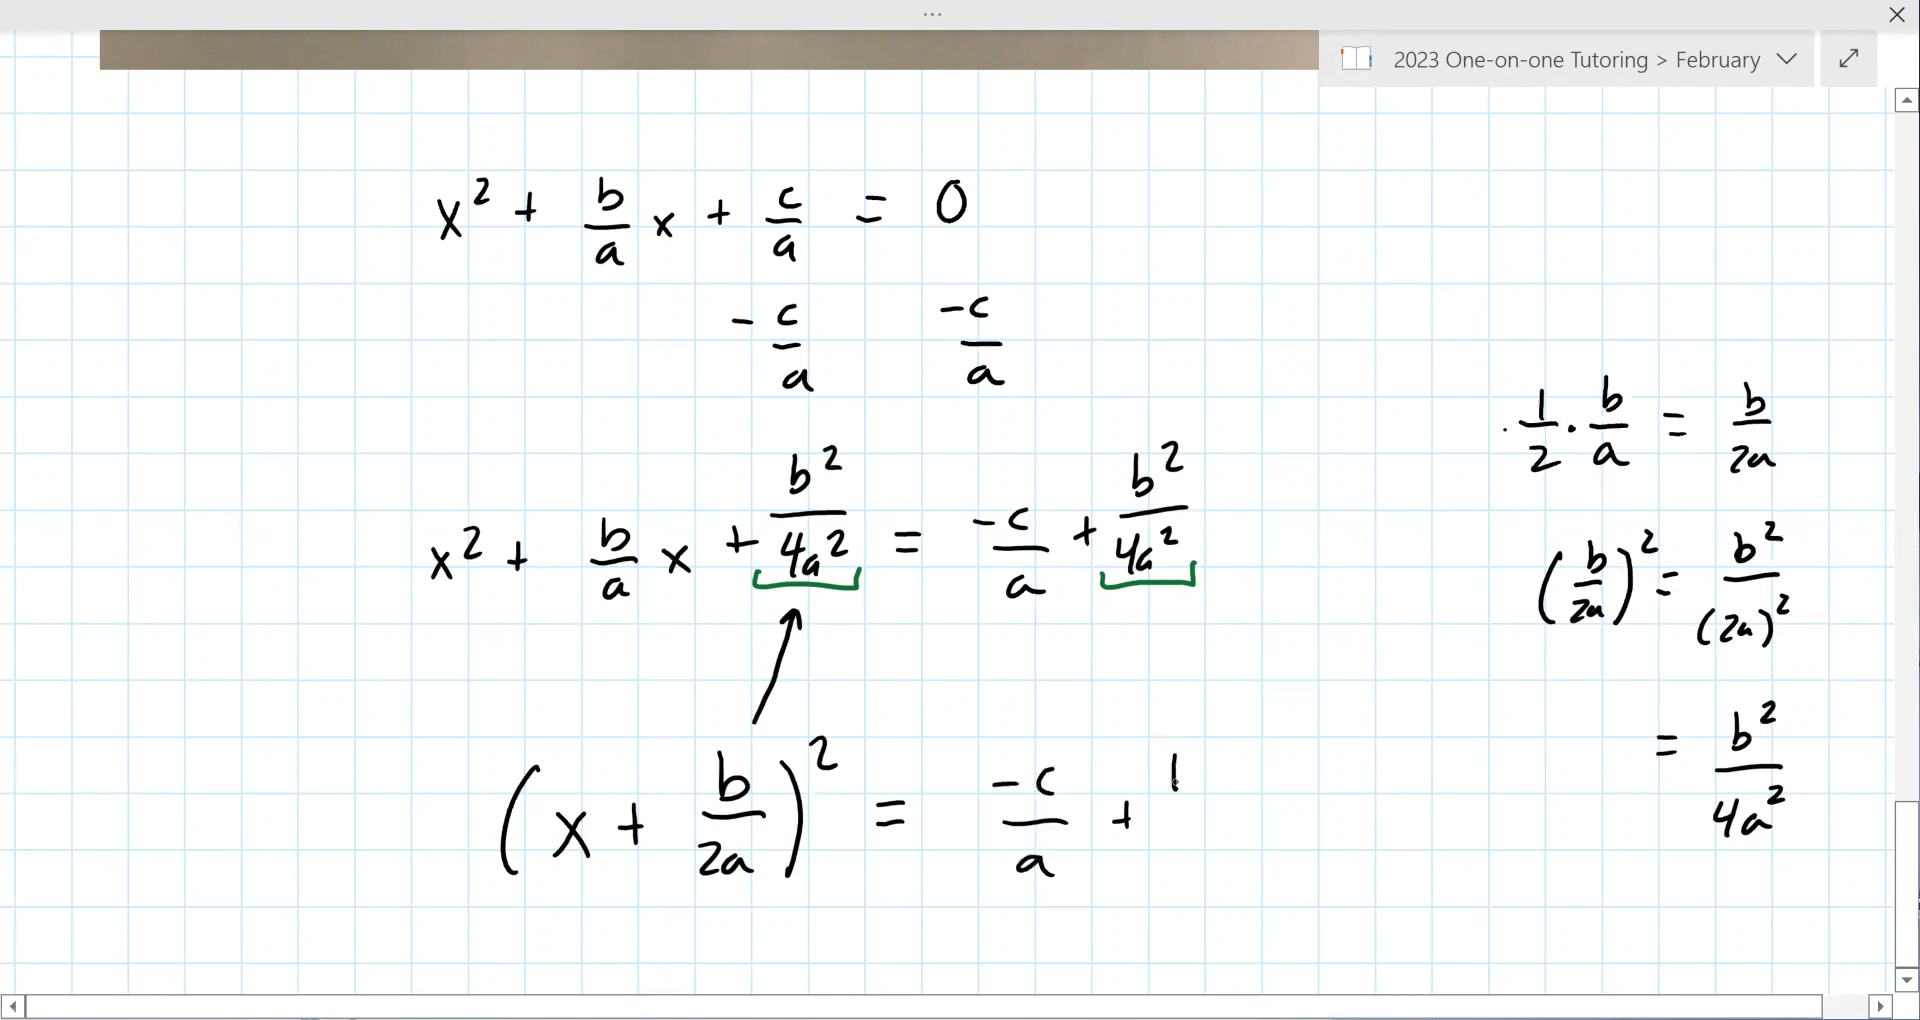 2023 One-on-one Tutoring > February
x² + b/a x + c/a = 0
- c/a    -c/a
x² + b/a x + b²/4a² = -c/a + b²/4a²
(x + b/2a)² = -c/a +
· 1/2 · b/a = b/2a
(b/2a)² = b²/(2a)²
= b²/4a²